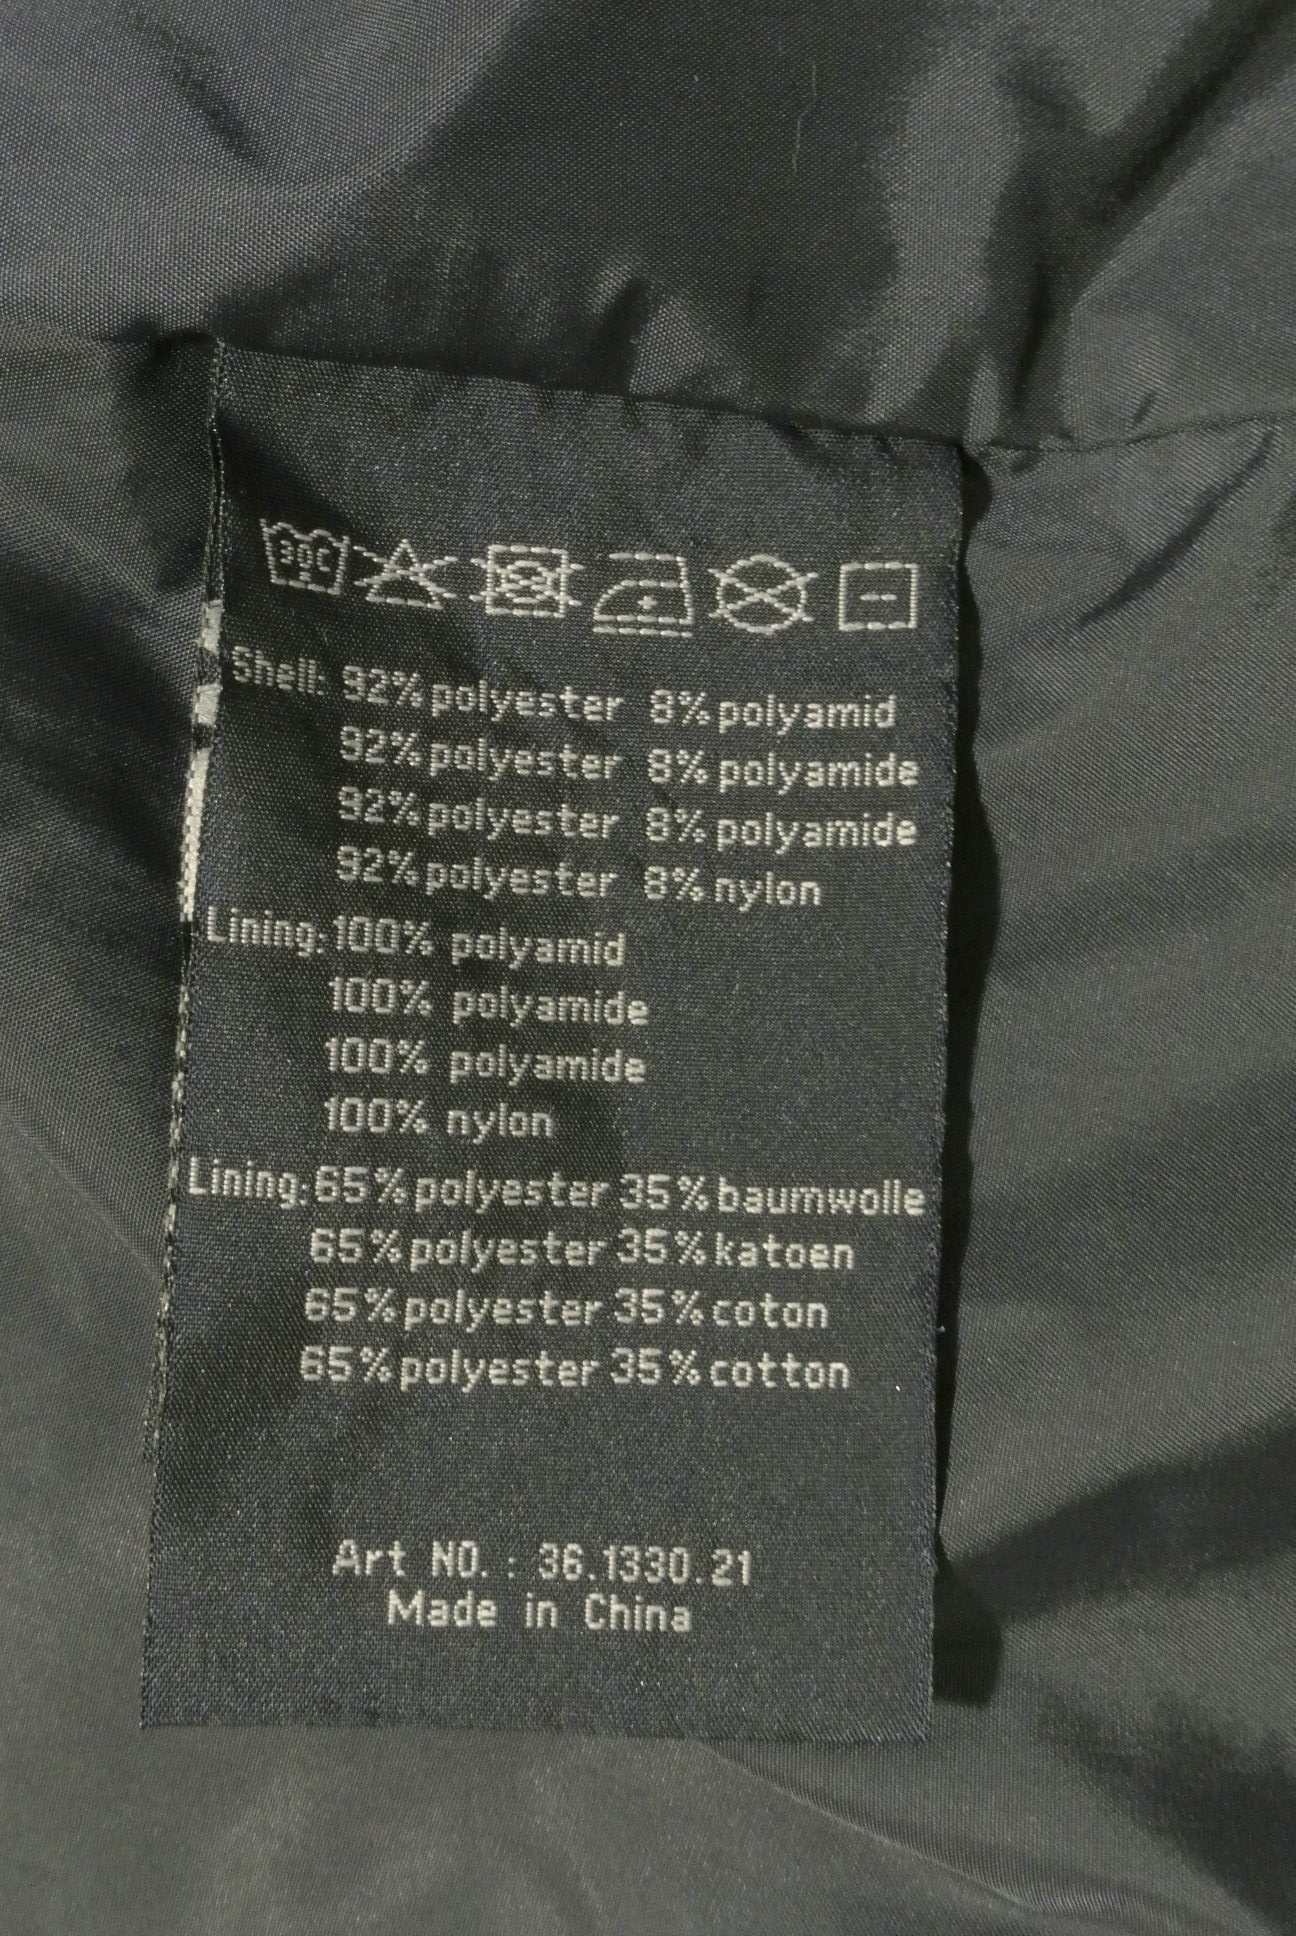 30C
Shell: 92% polyester 8% polyamid
92% polyester 8% polyamide
92% polyester 8% polyamide
92% polyester 8% nylon
Lining: 100% polyamid
100% polyamide
100% polyamide
100% nylon
Lining: 65% polyester 35% baumwolle
65% polyester 35% katoen
65% polyester 35% coton
65% polyester 35% cotton
Art NO. : 36.1330.21
Made in China